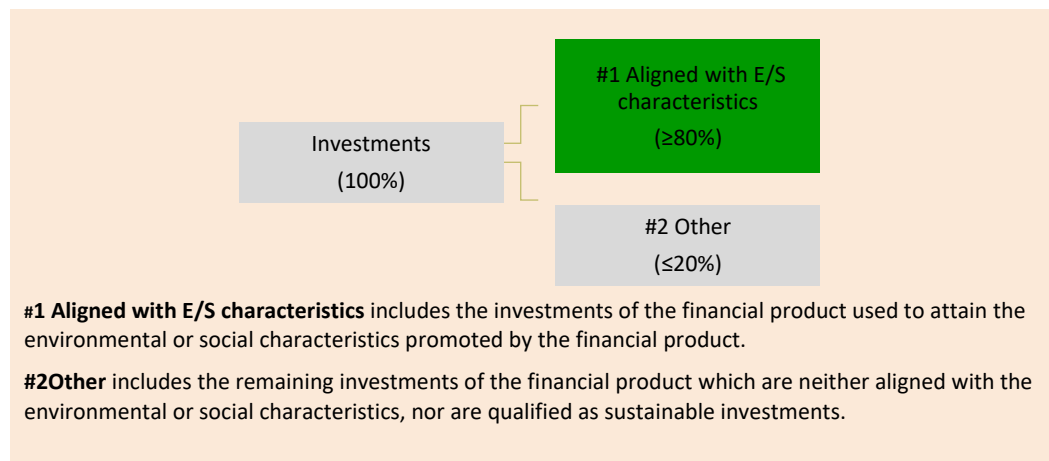 #1 Aligned with E/S
characteristics
(≥80%)
Investments
(100%)
#2 Other
(≤20%)
#1 Aligned with E/S characteristics includes the investments of the financial product used to attain the
environmental or social characteristics promoted by the financial product.
#2Other includes the remaining investments of the financial product which are neither aligned with the
environmental or social characteristics, nor are qualified as sustainable investments.